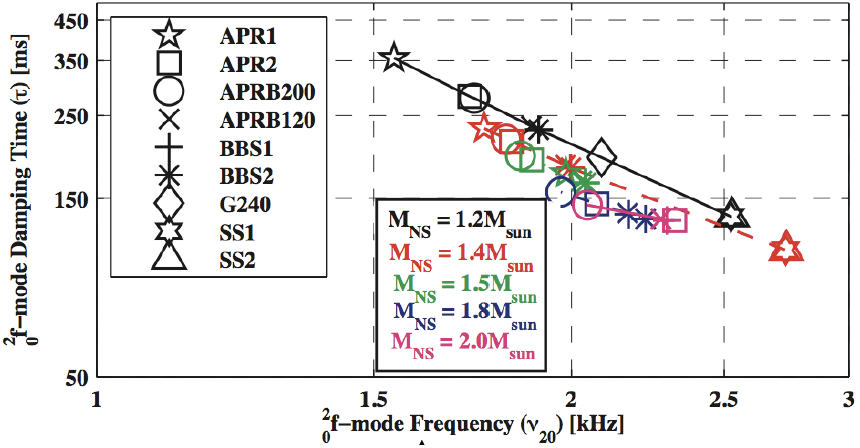 450
350
250
150
50
²₀f−mode Damping Time (τ) [ms]
APR1
APR2
APRB200
APRB120
BBS1
BBS2
G240
SS1
SS2
M_NS = 1.2M_sun
M_NS = 1.4M_sun
M_NS = 1.5M_sun
M_NS = 1.8M_sun
M_NS = 2.0M_sun
1 1.5 2 2.5 3
²₀f−mode Frequency (ν₂₀) [kHz]